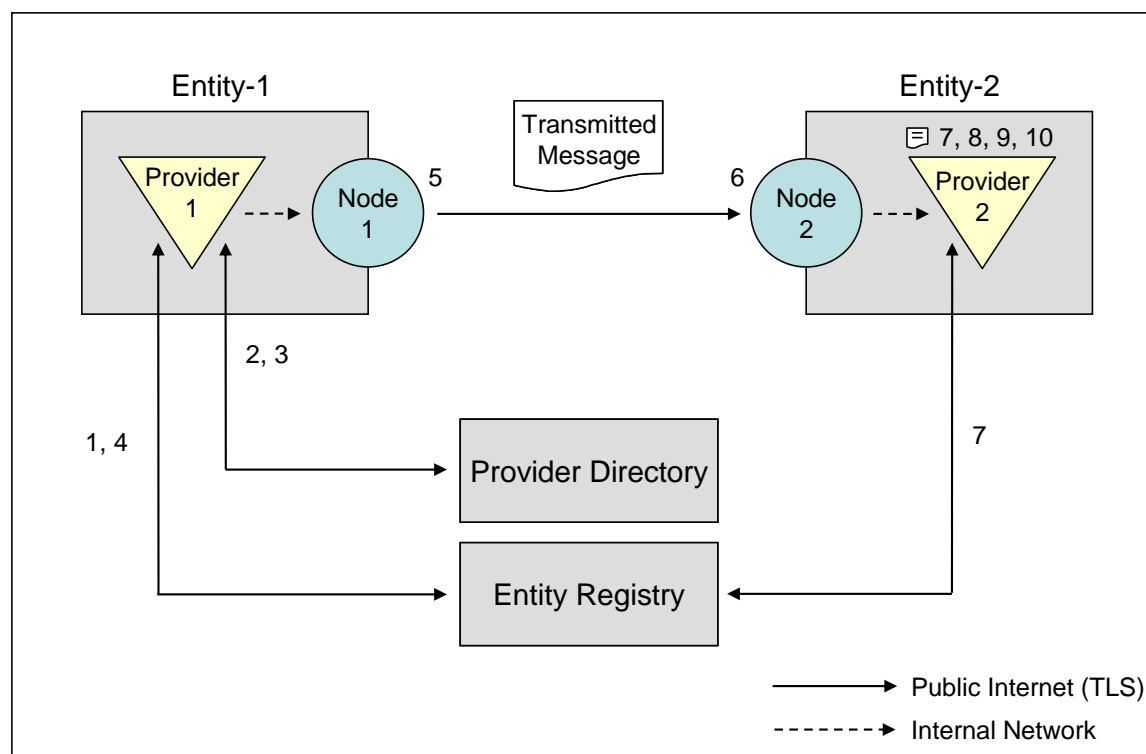 Entity-1
Entity-2
Transmitted
Message
7, 8, 9, 10
Provider
1
Node
1
5
6
Node
2
Provider
2
2, 3
1, 4
7
Provider Directory
Entity Registry
Public Internet (TLS)
Internal Network